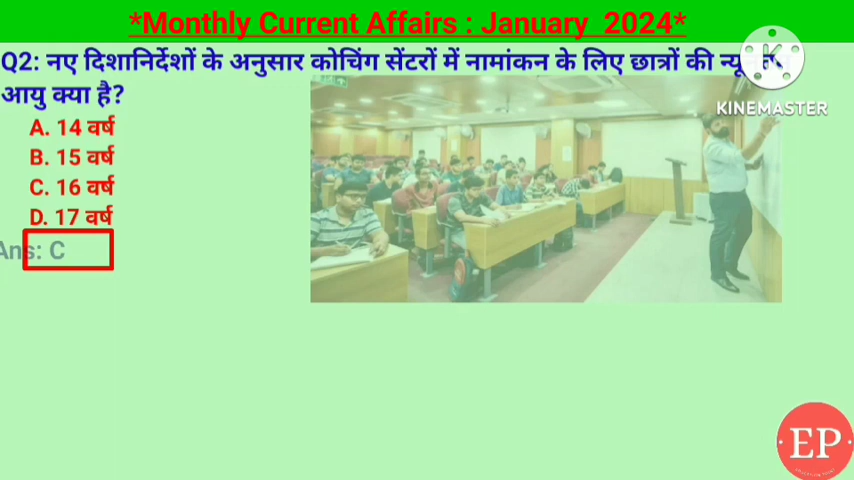 *Monthly Current Affairs : January 2024*
Q2: नए दिशानिर्देशों के अनुसार कोचिंग सेंटरों में नामांकन के लिए छात्रों की
आयु क्या है?
A. 14 वर्ष
B. 15 वर्ष
C. 16 वर्ष
D. 17 वर्ष
Ans: C
K
KINEMASTER
EP